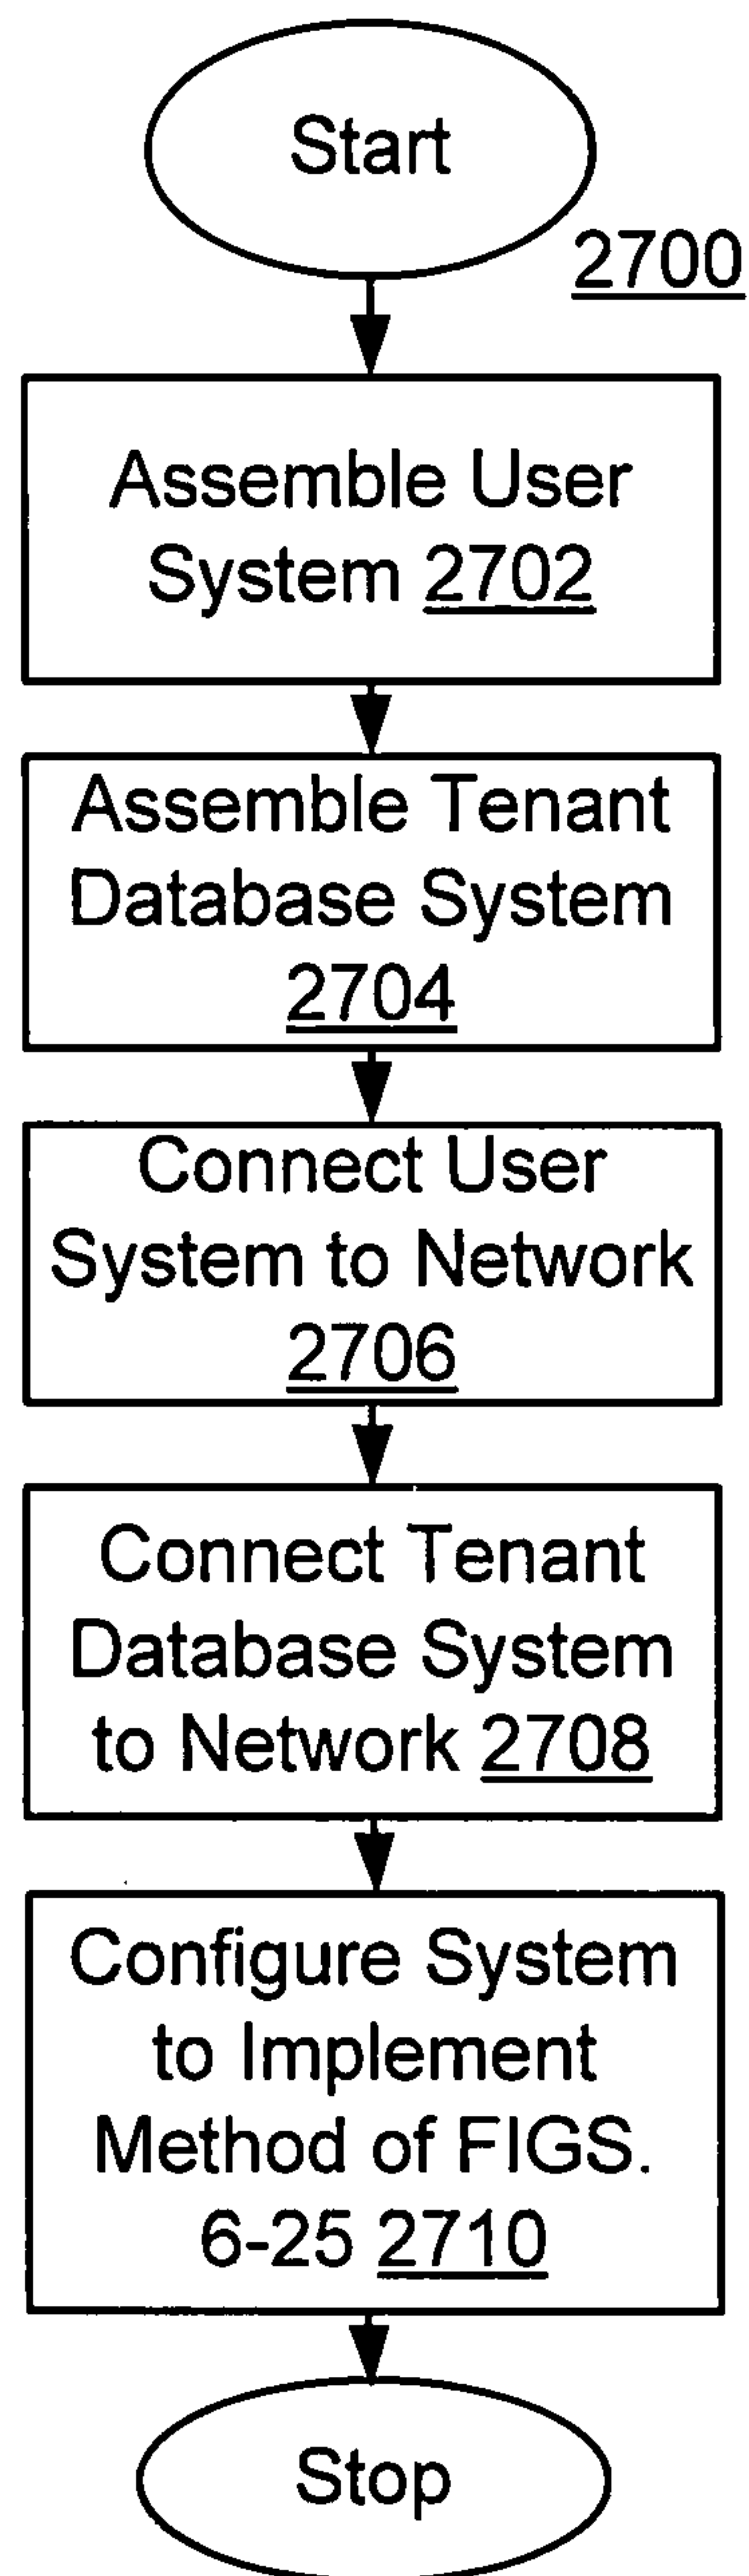 Start
2700
Assemble User
System 2702
Assemble Tenant
Database System
2704
Connect User
System to Network
2706
Connect Tenant
Database System
to Network 2708
Configure System
to Implement
Method of FIGS.
6-25 2710
Stop